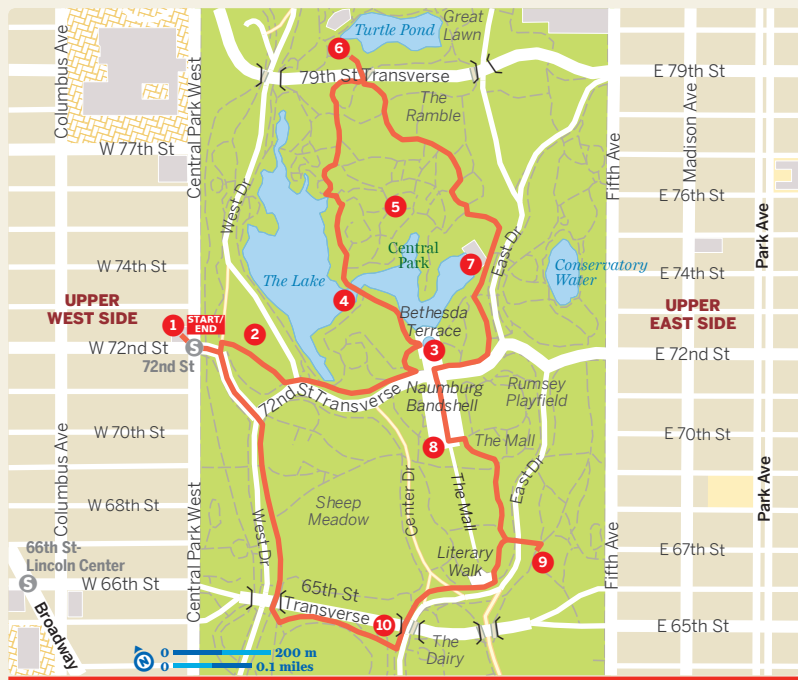 Columbus Ave
Central Park West
Turtle Pond
Great
Lawn
6
79th St Transverse
E 79th St
The
Ramble
Madison Ave
Fifth Ave
W 77th St
E 76th St
West Dr
5
Park Ave
Central
Park
East Dr
7
W 74th St
The Lake
Conservatory
Water
E 74th St
4
UPPER
WEST SIDE
1
START/
END
2
Bethesda
Terrace
UPPER
EAST SIDE
W 72nd St
S
72nd St
3
E 72nd St
72nd St Transverse
Naumburg
Bandshell
Rumsey
Playfield
W 70th St
8
The Mall
E 70th St
Columbus Ave
Central Park West
W 68th St
Sheep
Meadow
Center Dr
The Mall
East Dr
Park Ave
66th St-
Lincoln Center
S
W 66th St
West Dr
Literary
Walk
9
Fifth Ave
E 67th St
65th St
Transverse
10
E 65th St
Broadway
The
Dairy
N
0 200 m
0 0.1 miles